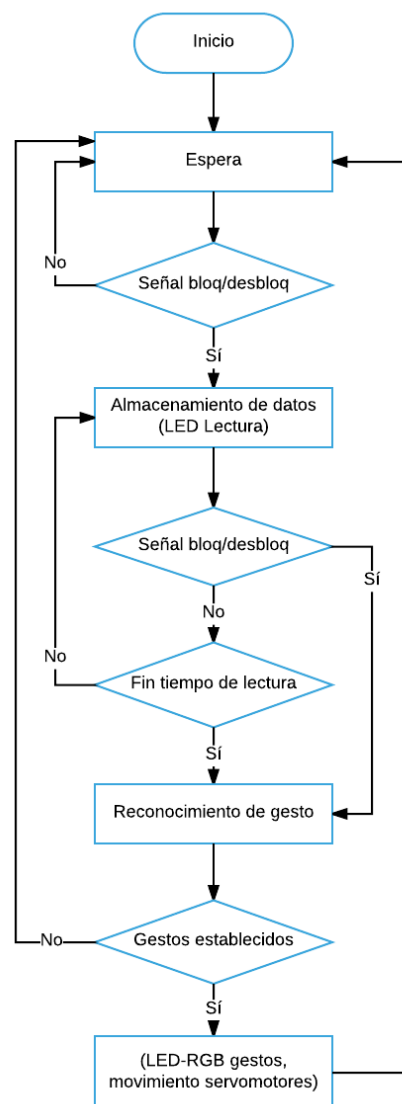 Inicio
Espera
No
Señal bloq/desbloq
Sí
Almacenamiento de datos
(LED Lectura)
Señal bloq/desbloq
Sí
No
No
Fin tiempo de lectura
Sí
Reconocimiento de gesto
Gestos establecidos
No
Sí
(LED-RGB gestos,
movimiento servomotores)